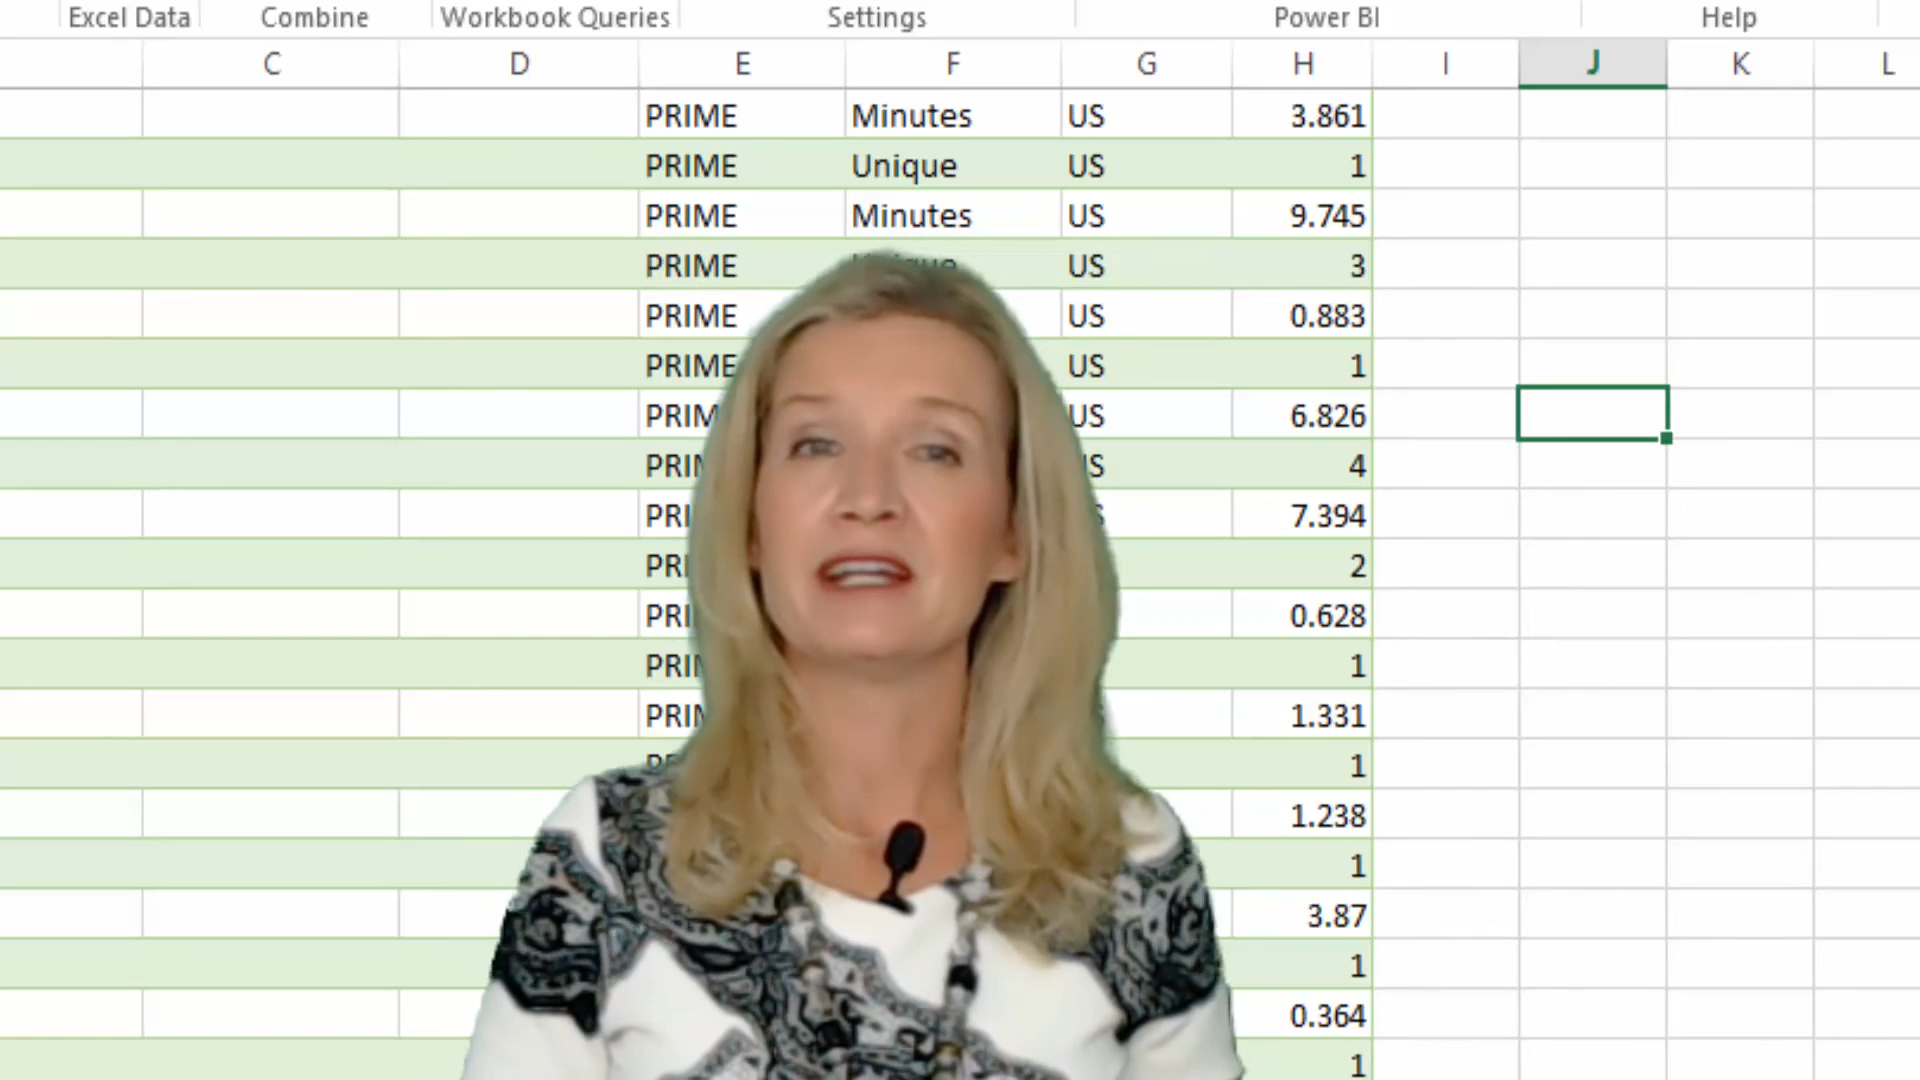 Excel Data Combine Workbook Queries Settings Power BI Help
C D E F G H I J K L
PRIME Minutes US 3.861
PRIME Unique US 1
PRIME Minutes US 9.745
PRIME US 3
PRIME US 0.883
PRIME US 1
US 6.826
4
7.394
2
0.628
1
1.331
1
1.238
1
3.87
1
0.364
1